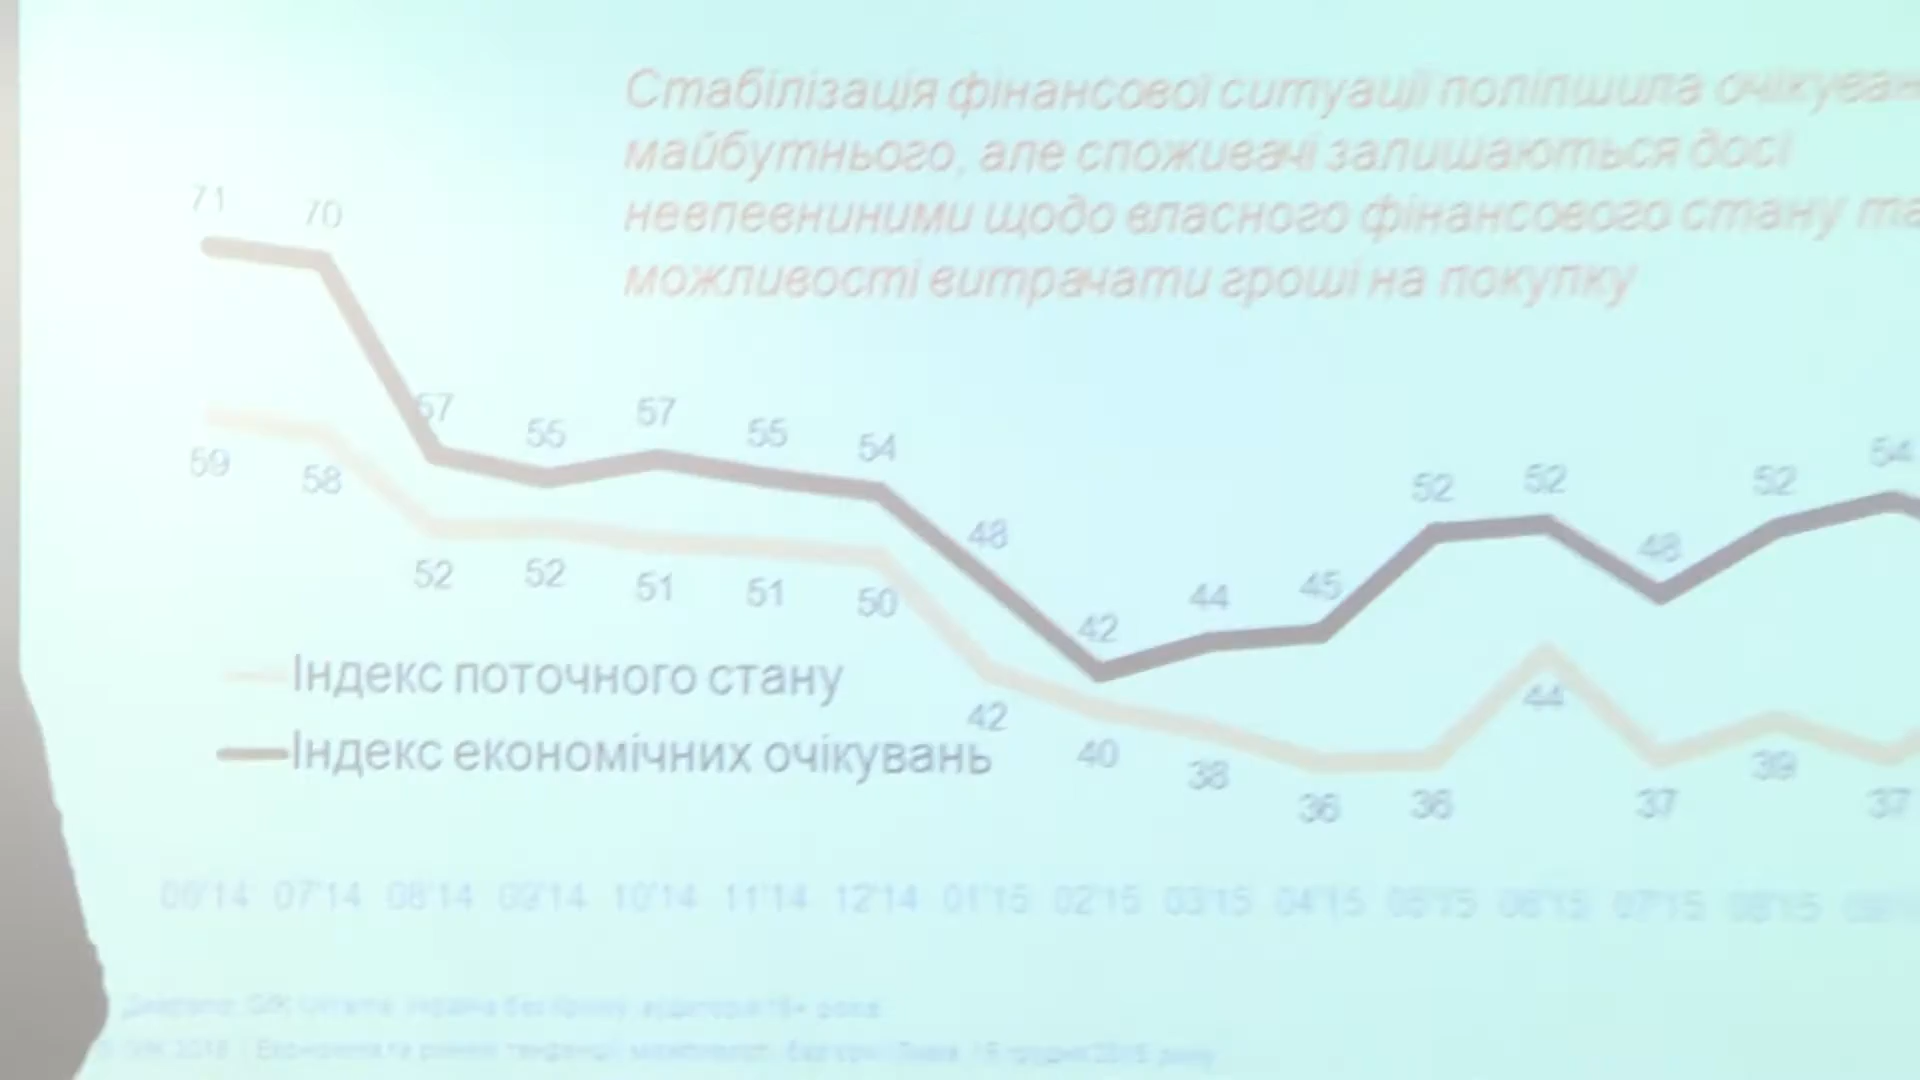 Стабілізація фінансової ситуації поліпшила
майбутнього, але споживачі залишаються досі
невпевниними щодо власного фінансового стану
можливості витрачати гроші на покупку
71 70 57 55 57 55 54 48 42 44 45 52 52 48 52 54
59 58 52 52 51 51 50 42 40 38 36 36 44 37 39 37
Індекс поточного стану
Індекс економічних очікувань
06'14 07'14 08'14 09'14 10'14 11'14 12'14 01'15 02'15 03'15 04'15 05'15 06'15 07'15 08'15